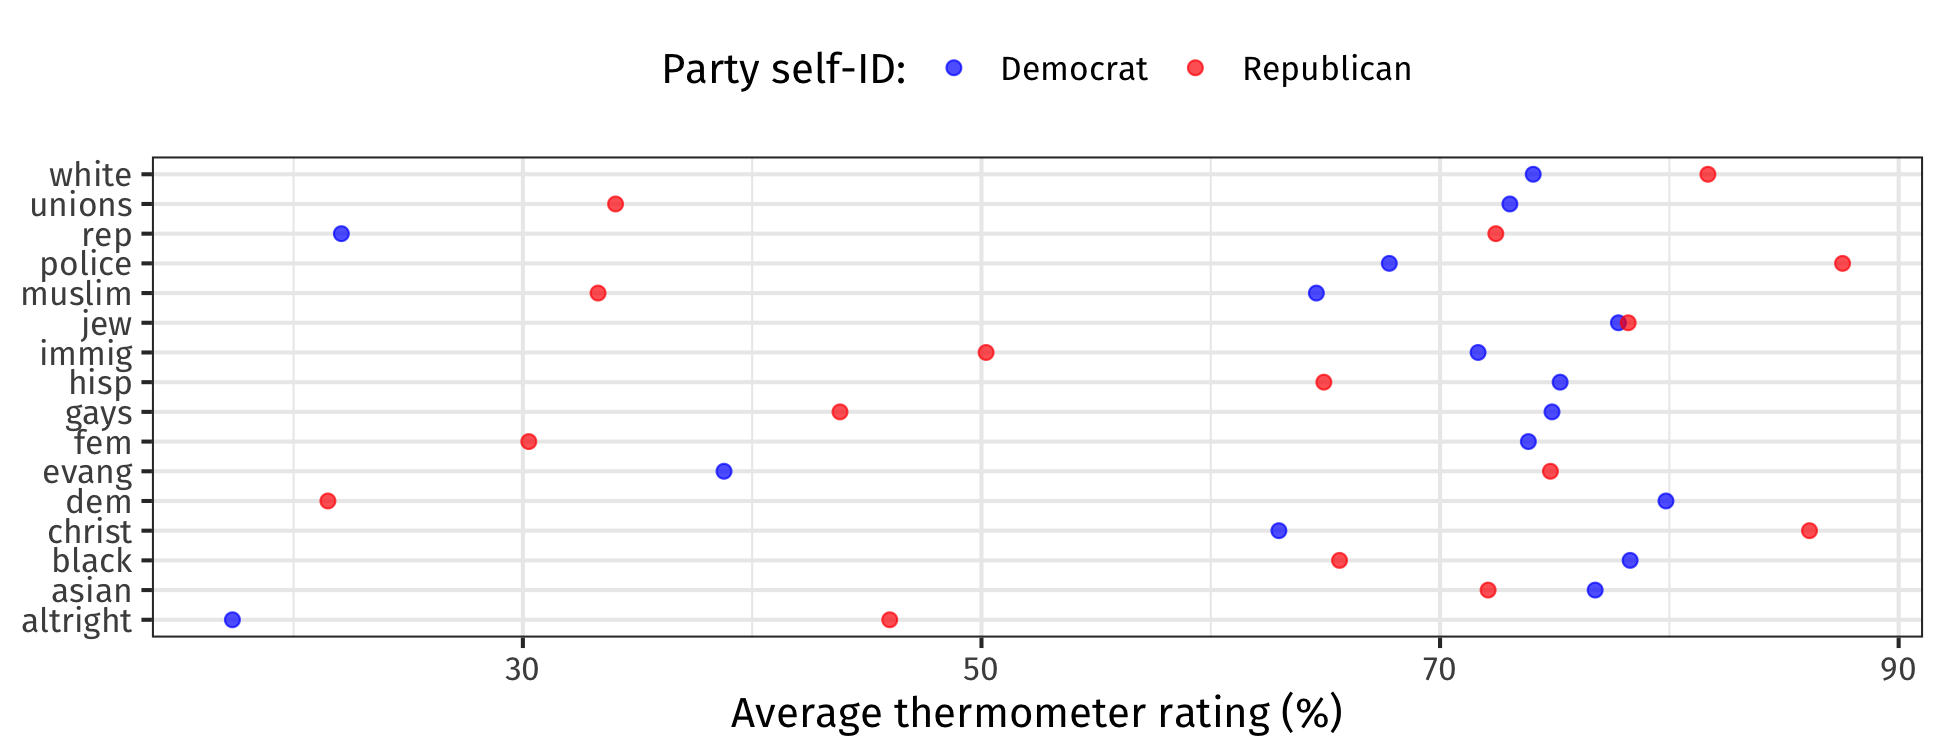 Party self-ID: Democrat Republican
white
unions
rep
police
muslim
jew
immig
hisp
gays
fem
evang
dem
christ
black
asian
altright
30 50 70 90
Average thermometer rating (%)